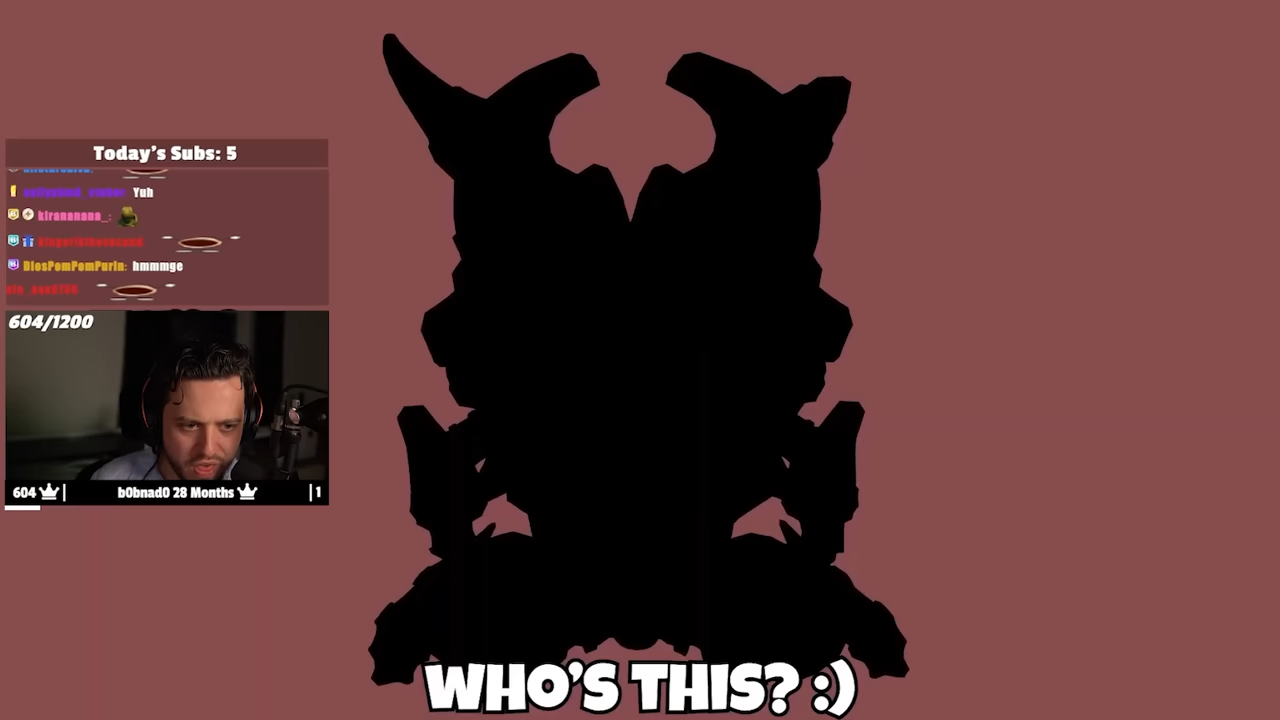 Today's Subs: 5
Yuh
kirananana_:
DiosPomPomPurin: hmmmge
604/1200
604
b0bnad0 28 Months
1
WHO'S THIS? :)